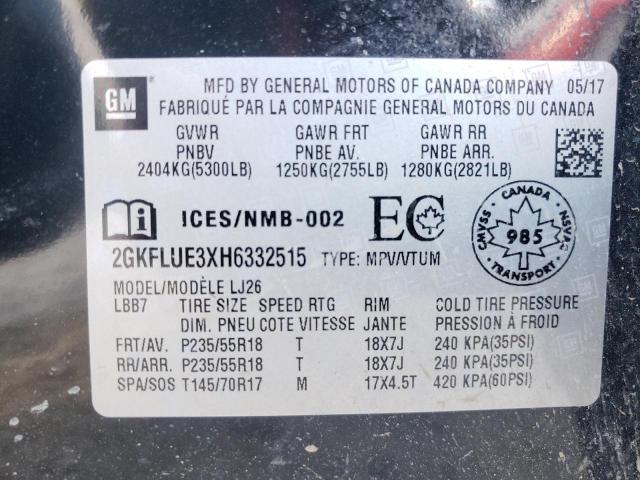 GM
MFD BY GENERAL MOTORS OF CANADA COMPANY 05/17
FABRIQUÉ PAR LA COMPAGNIE GENERAL MOTORS DU CANADA
GVWR GAWR FRT GAWR RR
PNBV PNBE AV. PNBE ARR.
2404KG(5300LB) 1250KG(2755LB) 1280KG(2821LB)
ICES/NMB-002 EC CANADA CMVSS 985 NSVAC TRANSPORT
2GKFLUE3XH6332515 TYPE: MPV/VTUM
MODEL/MODÈLE LJ26
LBB7 TIRE SIZE SPEED RTG RIM COLD TIRE PRESSURE
DIM. PNEU COTE VITESSE JANTE PRESSION À FROID
FRT/AV. P235/55R18 T 18X7J 240 KPA(35PSI)
RR/ARR. P235/55R18 T 18X7J 240 KPA(35PSI)
SPA/SOS T145/70R17 M 17X4.5T 420 KPA(60PSI)